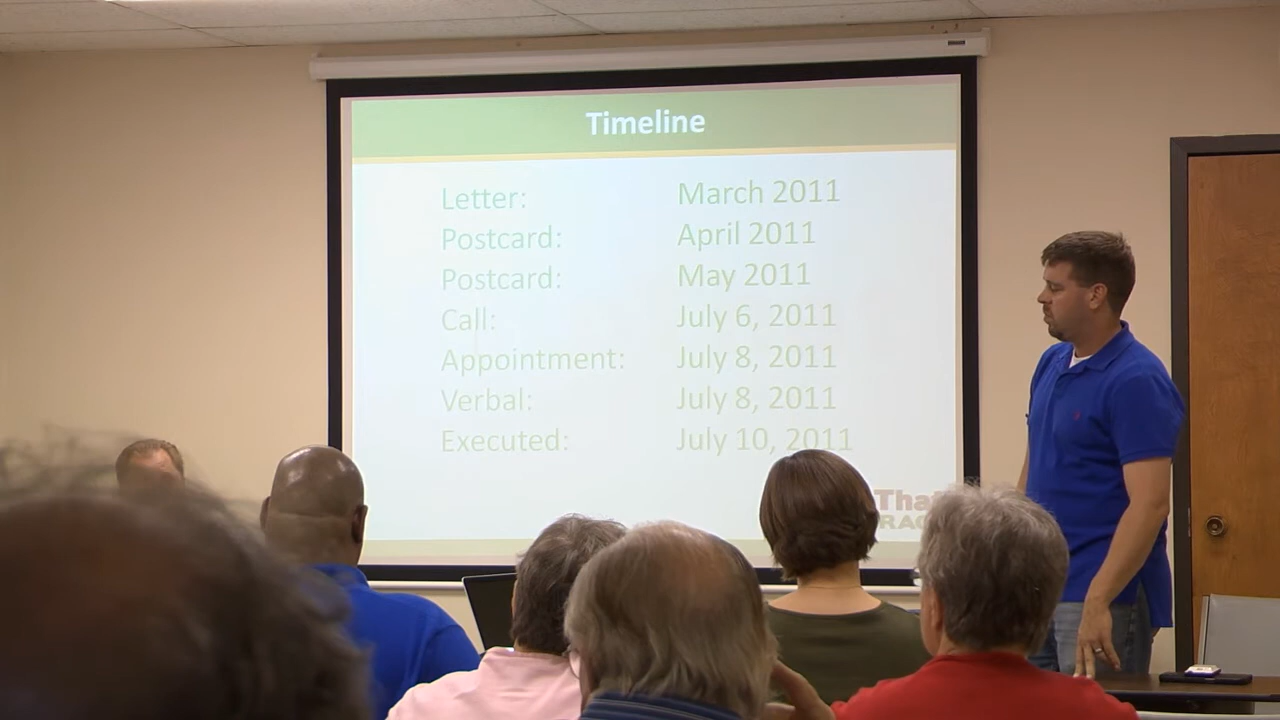 Timeline
Letter: March 2011
Postcard: April 2011
Postcard: May 2011
Call: July 6, 2011
Appointment: July 8, 2011
Verbal: July 8, 2011
Executed: July 10, 2011